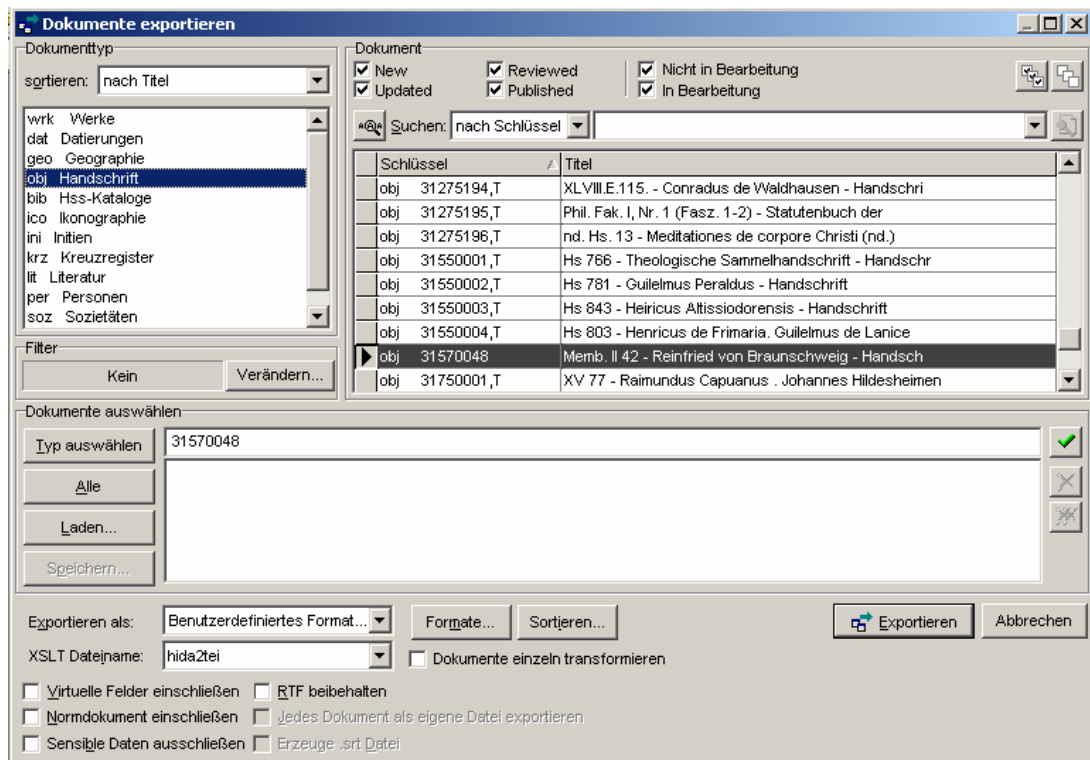 Dokumente exportieren
Dokumenttyp
sortieren: nach Titel
wrk Werke
dat Datierungen
geo Geographie
obj Handschrift
bib Hss-Kataloge
ico Ikonographie
ini Initien
krz Kreuzregister
lit Literatur
per Personen
soz Sozietäten
Filter
Kein Verändern...
Dokument
New Reviewed Nicht in Bearbeitung
Updated Published In Bearbeitung
Suchen: nach Schlüssel
Schlüssel Titel
obj 31275194,T XLVIII.E.115. - Conradus de Waldhausen - Handschri
obj 31275195,T Phil. Fak. I, Nr. 1 (Fasz. 1-2) - Statutenbuch der
obj 31275196,T nd. Hs. 13 - Meditationes de corpore Christi (nd.)
obj 31550001,T Hs 766 - Theologische Sammelhandschrift - Handschr
obj 31550002,T Hs 781 - Guilelmus Peraldus - Handschrift
obj 31550003,T Hs 843 - Heiricus Altissiodorensis - Handschrift
obj 31550004,T Hs 803 - Henricus de Frimaria. Guilelmus de Lanice
obj 31570048 Memb. II 42 - Reinfried von Braunschweig - Handsch
obj 31750001,T XV 77 - Raimundus Capuanus . Johannes Hildesheimen
Dokumente auswählen
Typ auswählen 31570048
Alle
Laden...
Speichern...
Exportieren als: Benutzerdefiniertes Format... Formate... Sortieren... Exportieren Abbrechen
XSLT Dateiname: hida2tei Dokumente einzeln transformieren
Virtuelle Felder einschließen RTF beibehalten
Normdokument einschließen Jedes Dokument als eigene Datei exportieren
Sensible Daten ausschließen Erzeuge .srt Datei